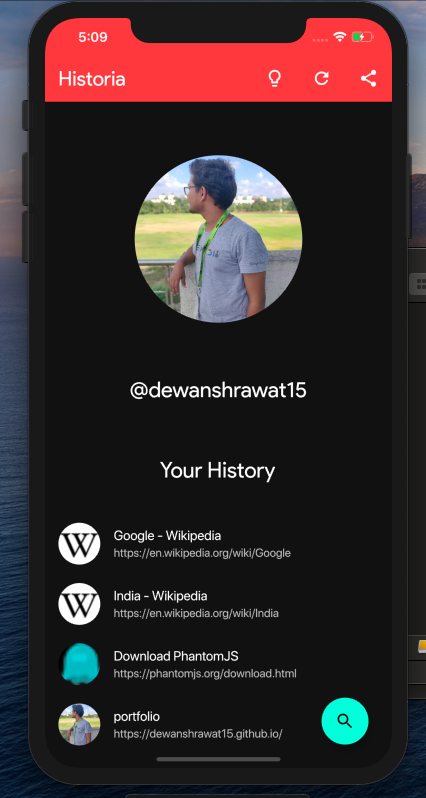 5:09
Historia
@dewanshrawat15
Your History
Google - Wikipedia
https://en.wikipedia.org/wiki/Google
India - Wikipedia
https://en.wikipedia.org/wiki/India
Download PhantomJS
https://phantomjs.org/download.html
portfolio
https://dewanshrawat15.github.io/